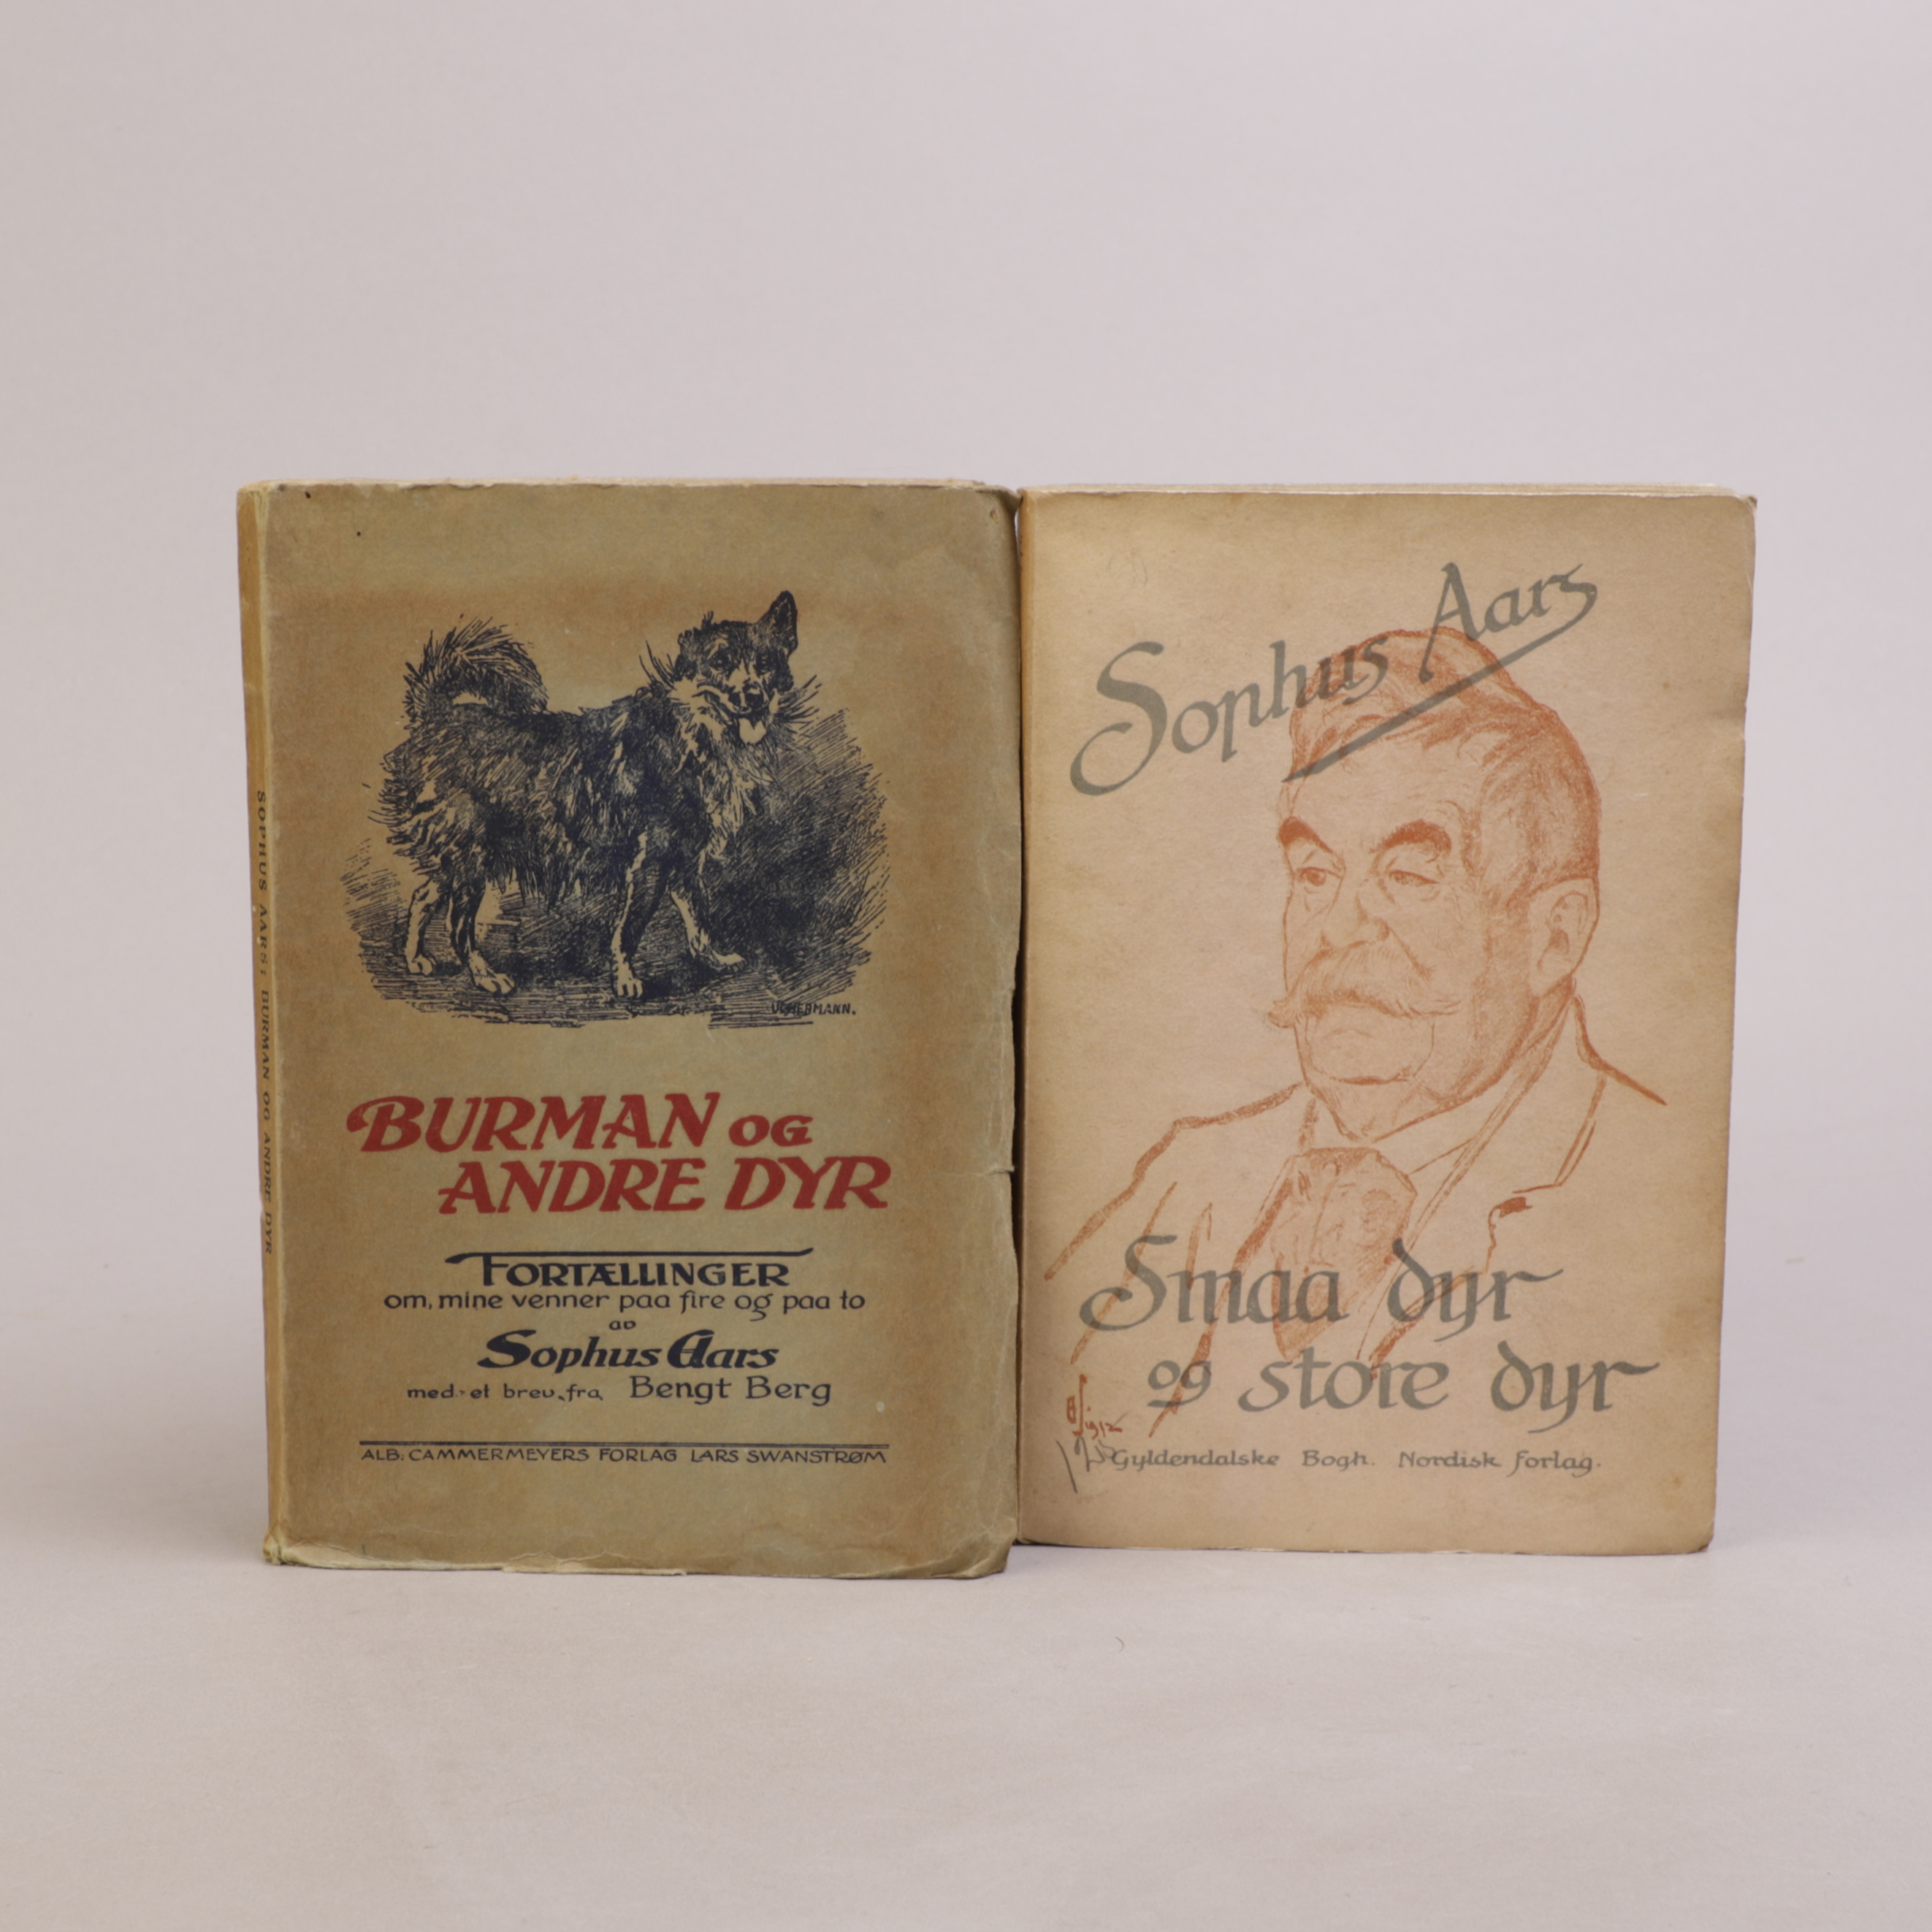 SOPHUS AARS: BURMAN OG ANDRE DYR
BURMAN OG
ANDRE DYR
FORTÆLLINGER
om, mine venner paa fire og paa to
av
Sophus Aars
med et brev fra Bengt Berg
ALB. CAMMERMEYERS FORLAG LARS SWANSTRØM
Sophus Aars
Smaa dyr
og store dyr
1912
Gyldendalske Bogh. Nordisk Forlag.